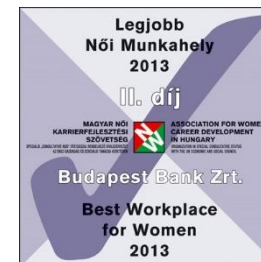 Legjobb
Női Munkahely
2013
II. díj
MAGYAR NŐI
KARRIERFEJLESZTÉSI
SZÖVETSÉG
ASSOCIATION FOR WOMEN
CAREER DEVELOPMENT
IN HUNGARY
Budapest Bank Zrt.
Best Workplace
for Women
2013